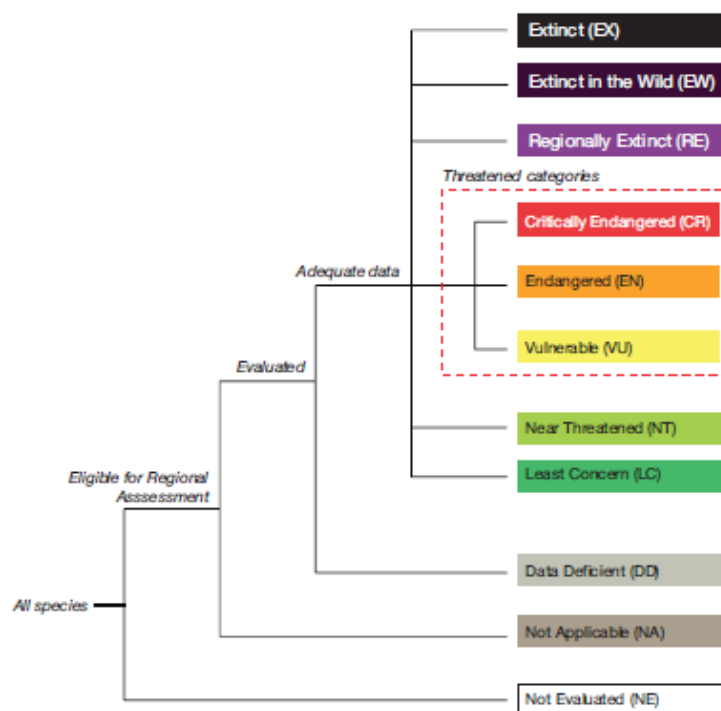 Extinct (EX)
Extinct in the Wild (EW)
Regionally Extinct (RE)
Threatened categories
Critically Endangered (CR)
Adequate data
Endangered (EN)
Vulnerable (VU)
Evaluated
Near Threatened (NT)
Eligible for Regional
Asssessment
Least Concern (LC)
Data Deficient (DD)
All species
Not Applicable (NA)
Not Evaluated (NE)